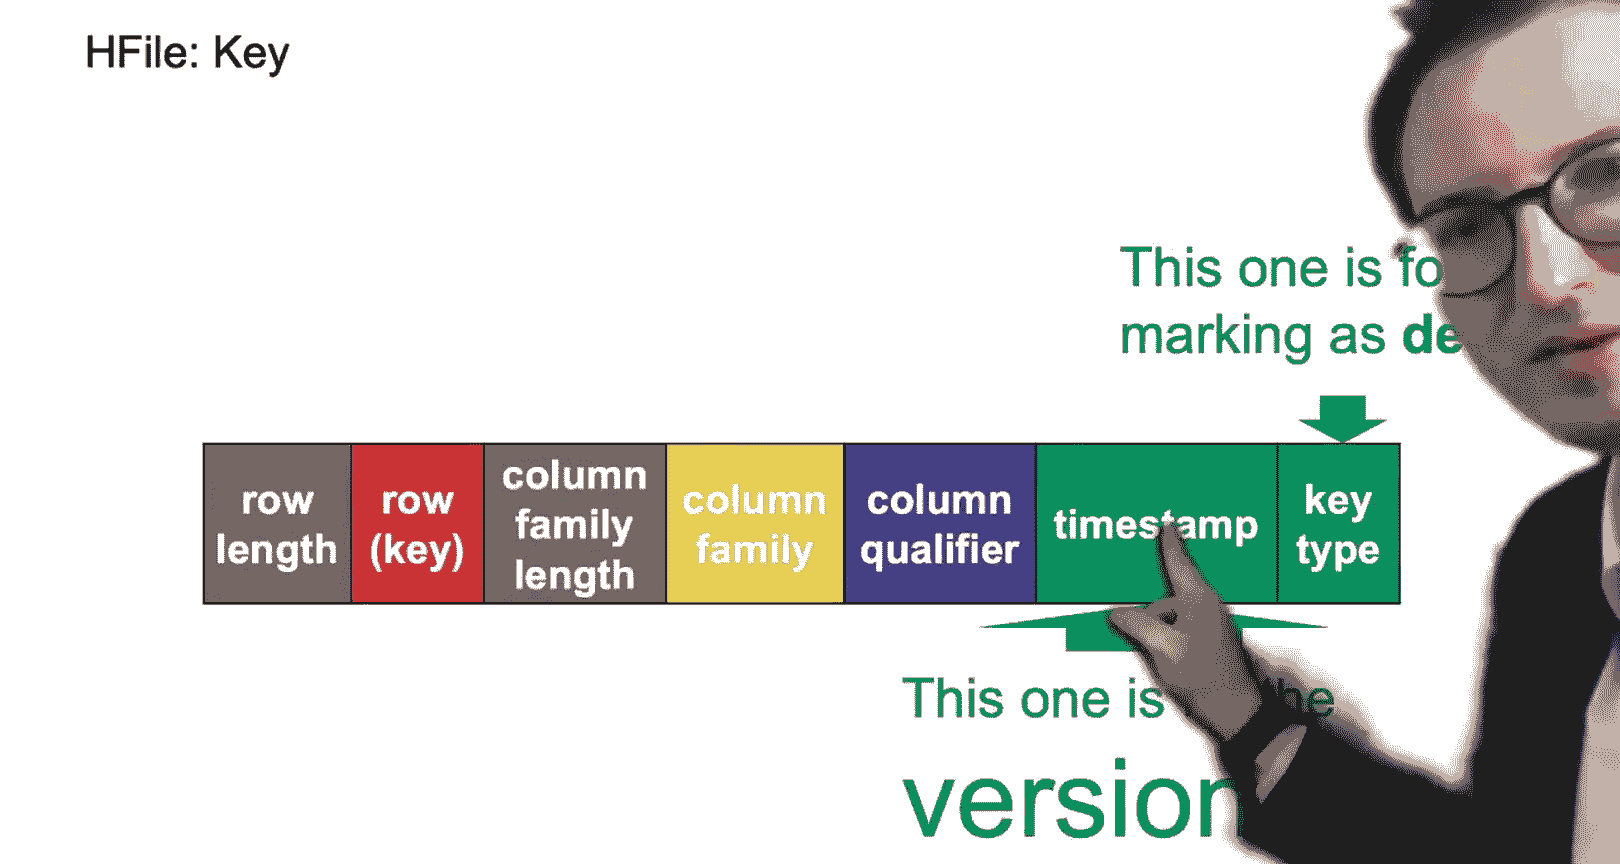 HFile: Key
This one is fo
marking as de
row
length
row
(key)
column
family
length
column
family
column
qualifier
timestamp
key
type
This one is he
version